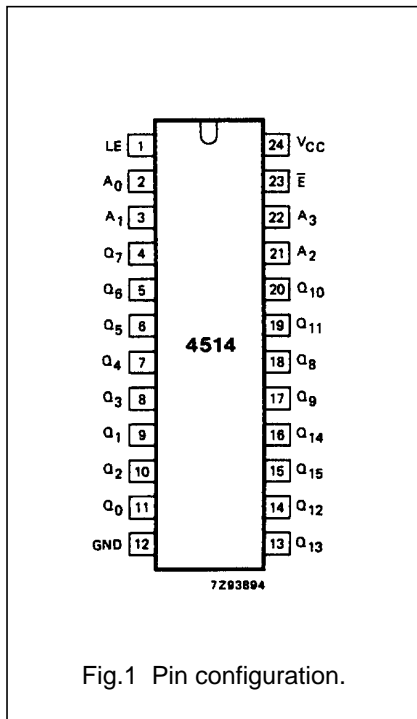 LE 1 24 VCC
A0 2 23 E̅
A1 3 22 A3
Q7 4 21 A2
Q6 5 20 Q10
Q5 6 19 Q11
Q4 7 18 Q8
Q3 8 17 Q9
Q1 9 16 Q14
Q2 10 15 Q15
Q0 11 14 Q12
GND 12 13 Q13
4514
7Z93894
Fig.1 Pin configuration.